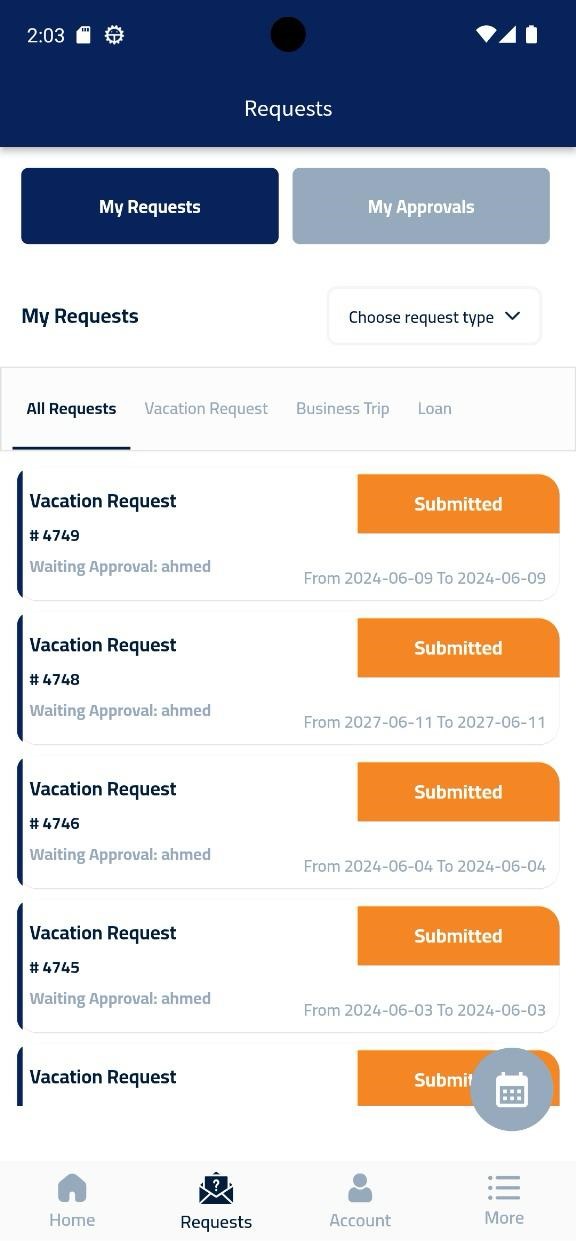 2:03
Requests
My Requests
My Approvals
My Requests
Choose request type
All Requests Vacation Request Business Trip Loan
Vacation Request
Submitted
# 4749
Waiting Approval: ahmed
From 2024-06-09 To 2024-06-09
Vacation Request
Submitted
# 4748
Waiting Approval: ahmed
From 2027-06-11 To 2027-06-11
Vacation Request
Submitted
# 4746
Waiting Approval: ahmed
From 2024-06-04 To 2024-06-04
Vacation Request
Submitted
# 4745
Waiting Approval: ahmed
From 2024-06-03 To 2024-06-03
Vacation Request
Submit
Home Requests Account More